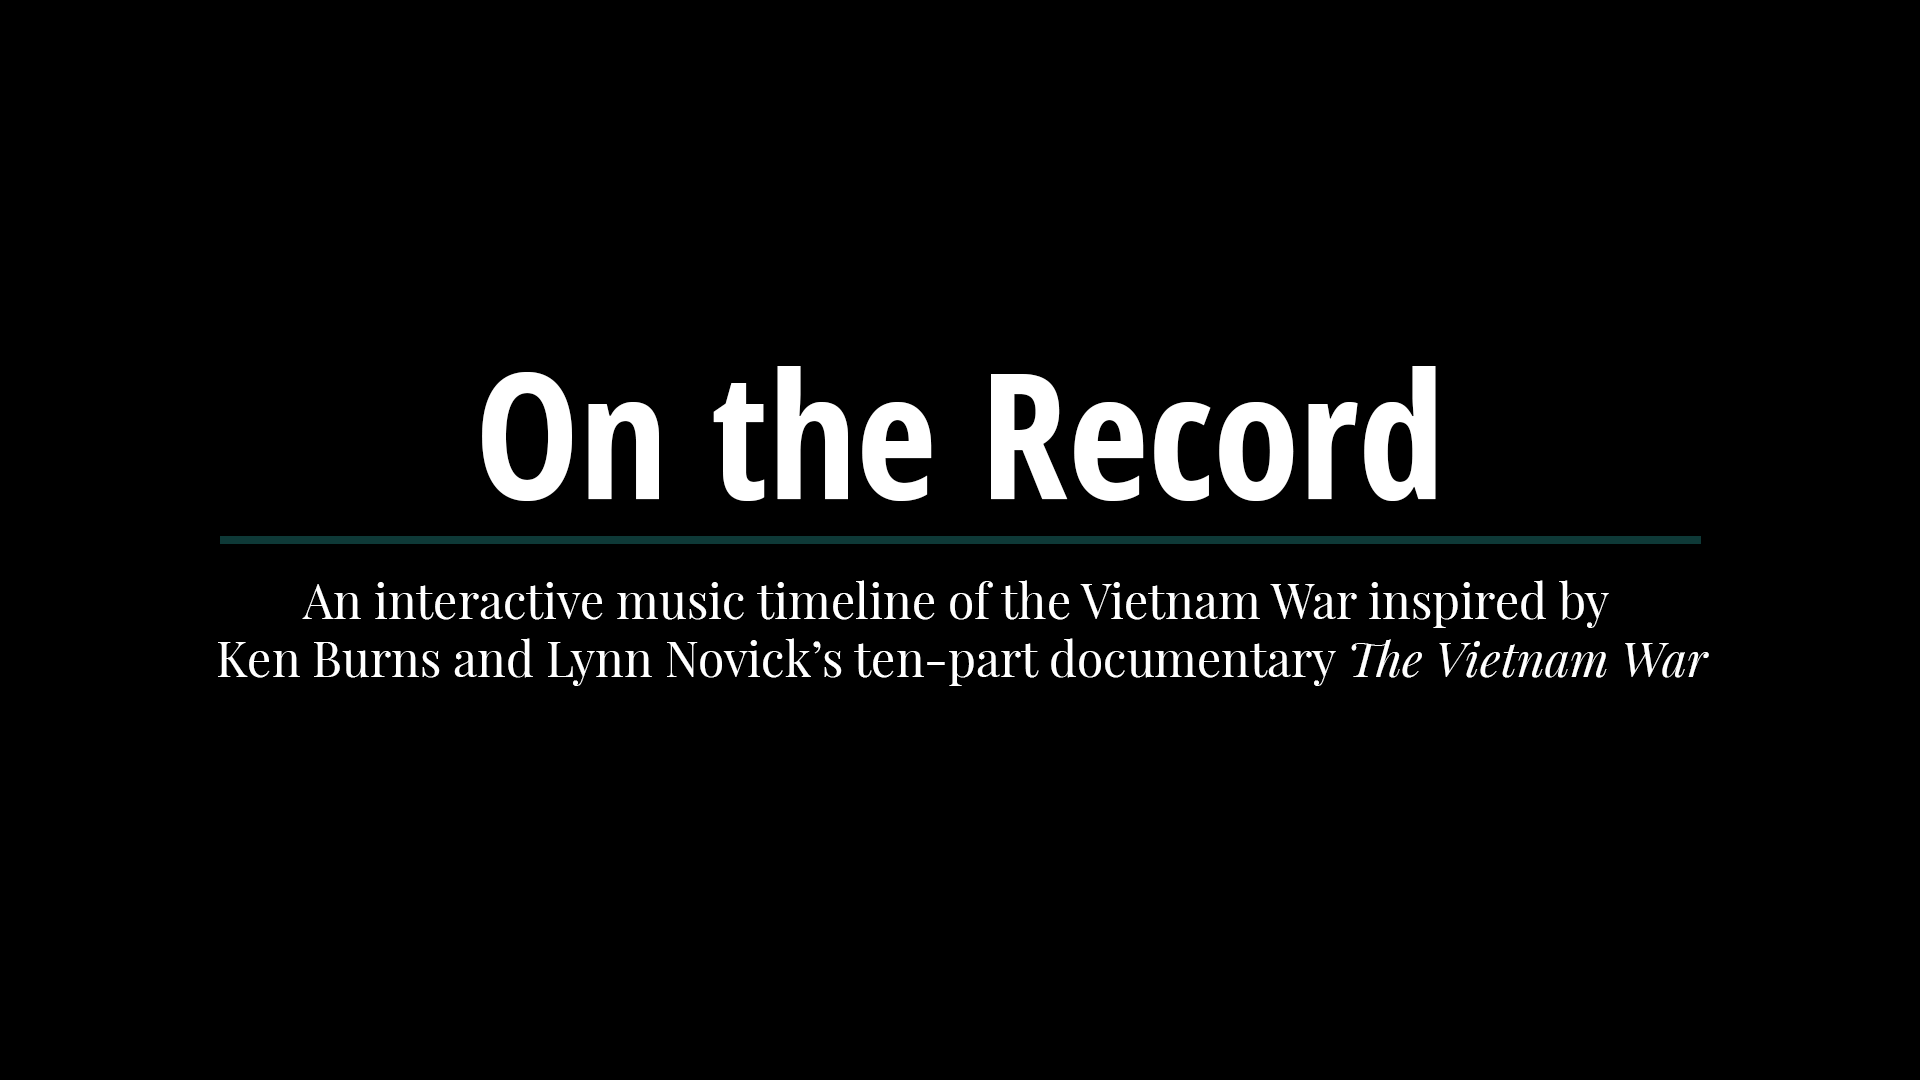 On the Record
An interactive music timeline of the Vietnam War inspired by
Ken Burns and Lynn Novick’s ten-part documentary The Vietnam War